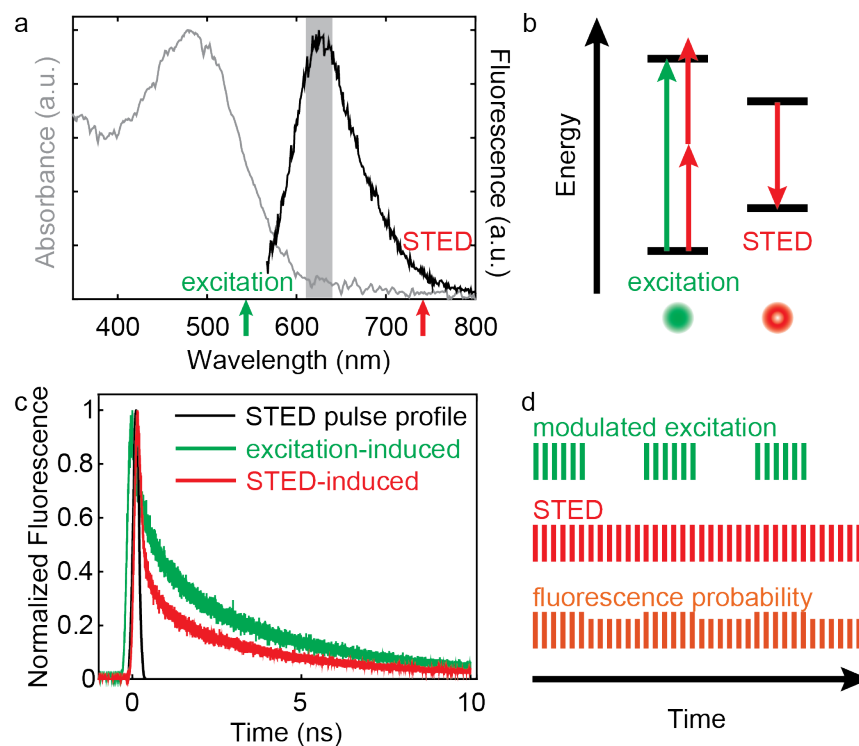 a
Absorbance (a.u.)
Fluorescence (a.u.)
STED
excitation
400 500 600 700 800
Wavelength (nm)
b
Energy
STED
excitation
c
Normalized Fluorescence
1
0.8
0.6
0.4
0.2
0
STED pulse profile
excitation-induced
STED-induced
0 5 10
Time (ns)
d
modulated excitation
STED
fluorescence probability
Time